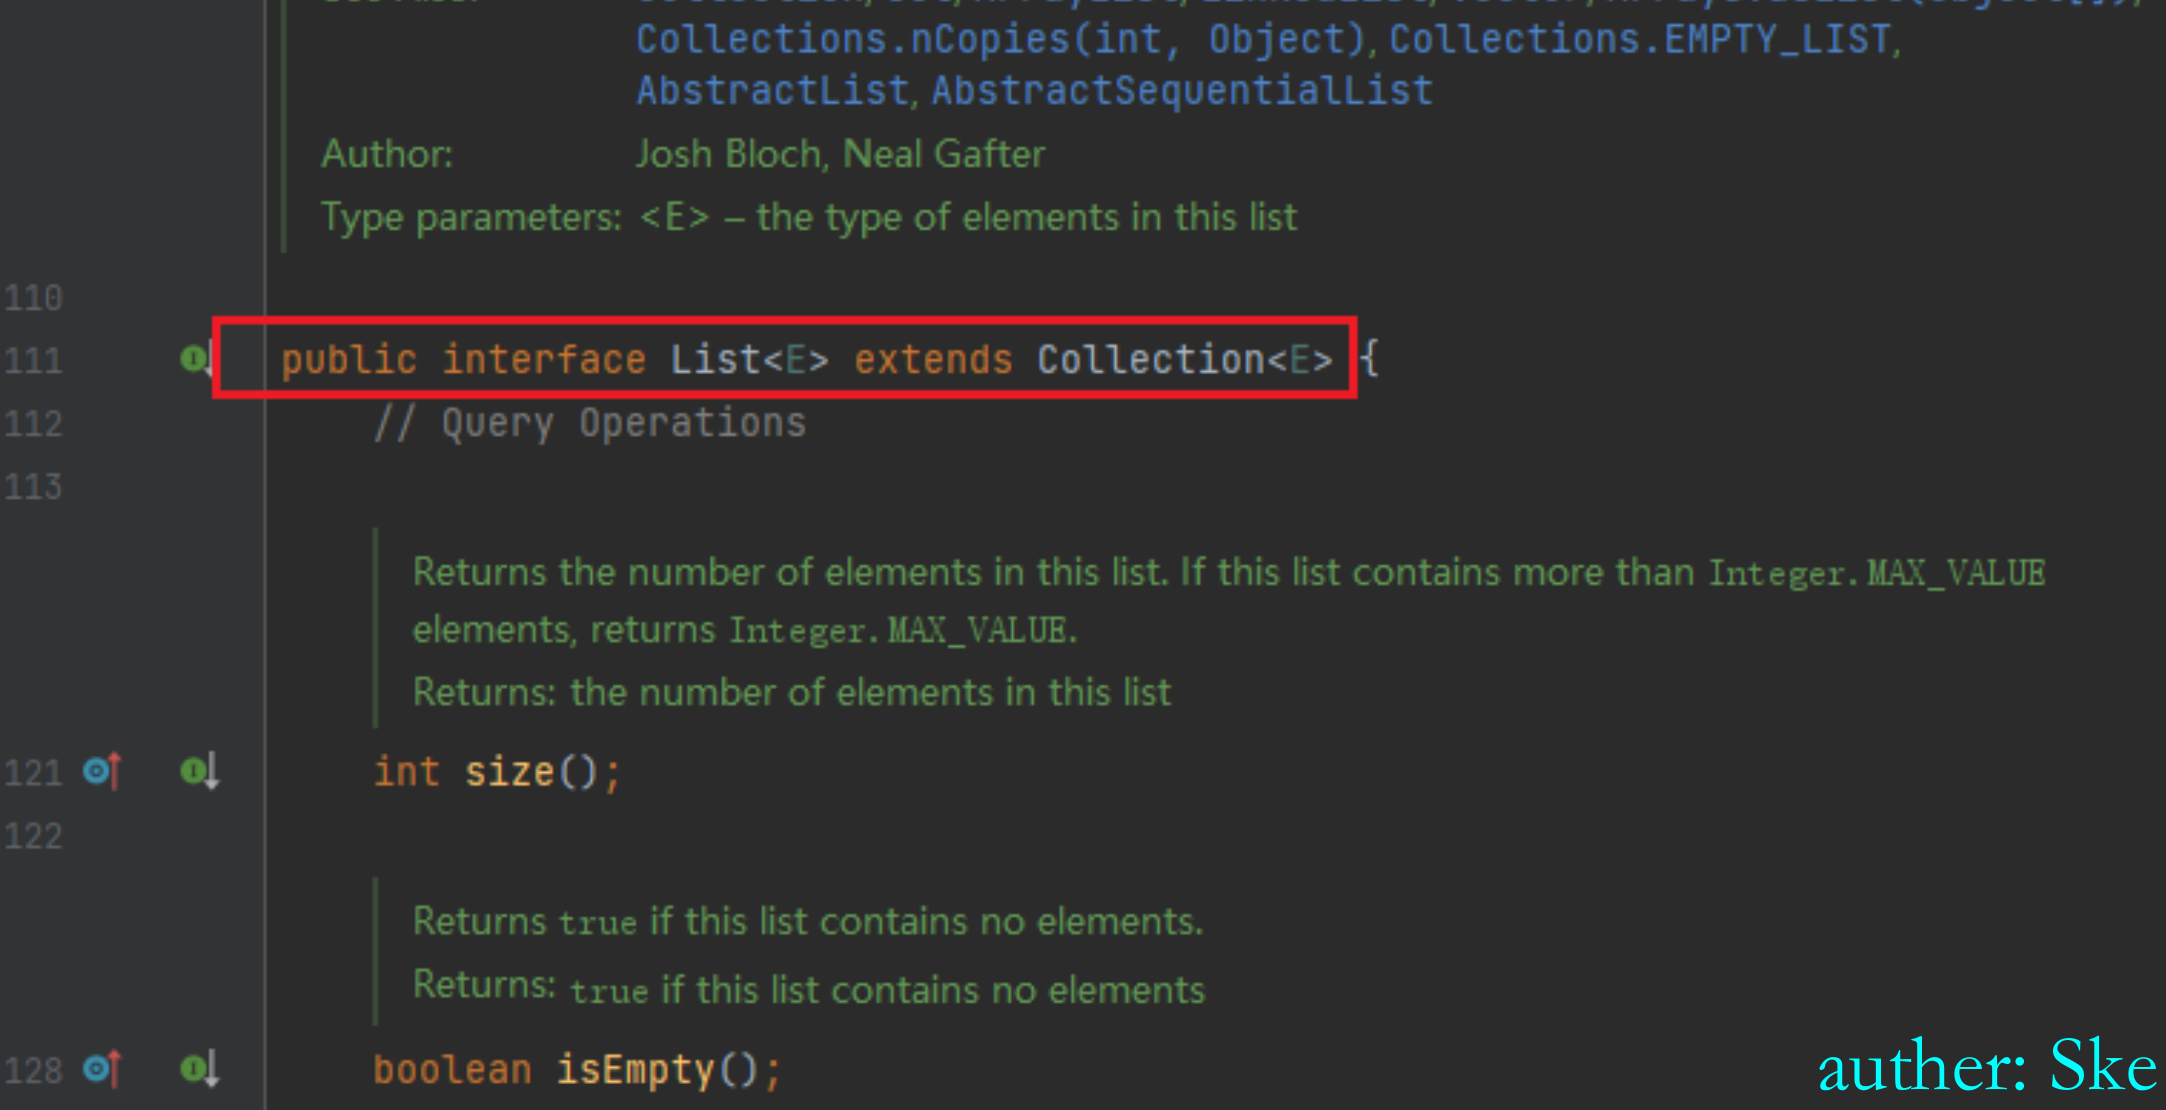 Collections.nCopies(int, Object), Collections.EMPTY_LIST,
AbstractList, AbstractSequentialList
Author: Josh Bloch, Neal Gafter
Type parameters: <E> – the type of elements in this list
110
111 public interface List<E> extends Collection<E> {
112 // Query Operations
113
Returns the number of elements in this list. If this list contains more than Integer.MAX_VALUE
elements, returns Integer.MAX_VALUE.
Returns: the number of elements in this list
121 int size();
122
Returns true if this list contains no elements.
Returns: true if this list contains no elements
128 boolean isEmpty();
auther: Ske